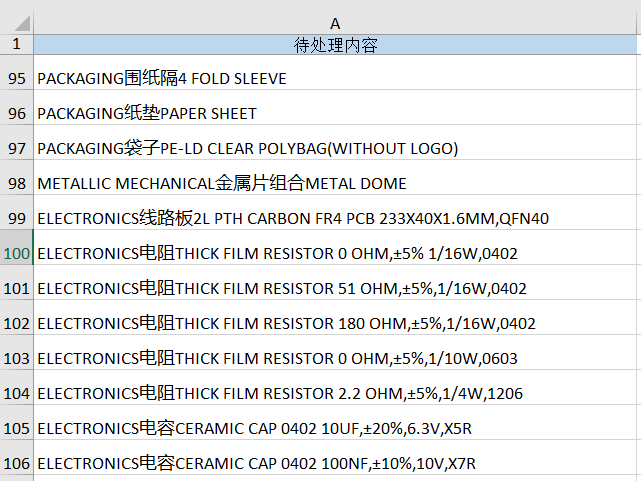 A
1 待处理内容
95 PACKAGING围纸隔4 FOLD SLEEVE
96 PACKAGING纸垫PAPER SHEET
97 PACKAGING袋子PE-LD CLEAR POLYBAG(WITHOUT LOGO)
98 METALLIC MECHANICAL金属片组合METAL DOME
99 ELECTRONICS线路板2L PTH CARBON FR4 PCB 233X40X1.6MM,QFN40
100 ELECTRONICS电阻THICK FILM RESISTOR 0 OHM,±5% 1/16W,0402
101 ELECTRONICS电阻THICK FILM RESISTOR 51 OHM,±5%,1/16W,0402
102 ELECTRONICS电阻THICK FILM RESISTOR 180 OHM,±5%,1/16W,0402
103 ELECTRONICS电阻THICK FILM RESISTOR 0 OHM,±5%,1/10W,0603
104 ELECTRONICS电阻THICK FILM RESISTOR 2.2 OHM,±5%,1/4W,1206
105 ELECTRONICS电容CERAMIC CAP 0402 10UF,±20%,6.3V,X5R
106 ELECTRONICS电容CERAMIC CAP 0402 100NF,±10%,10V,X7R